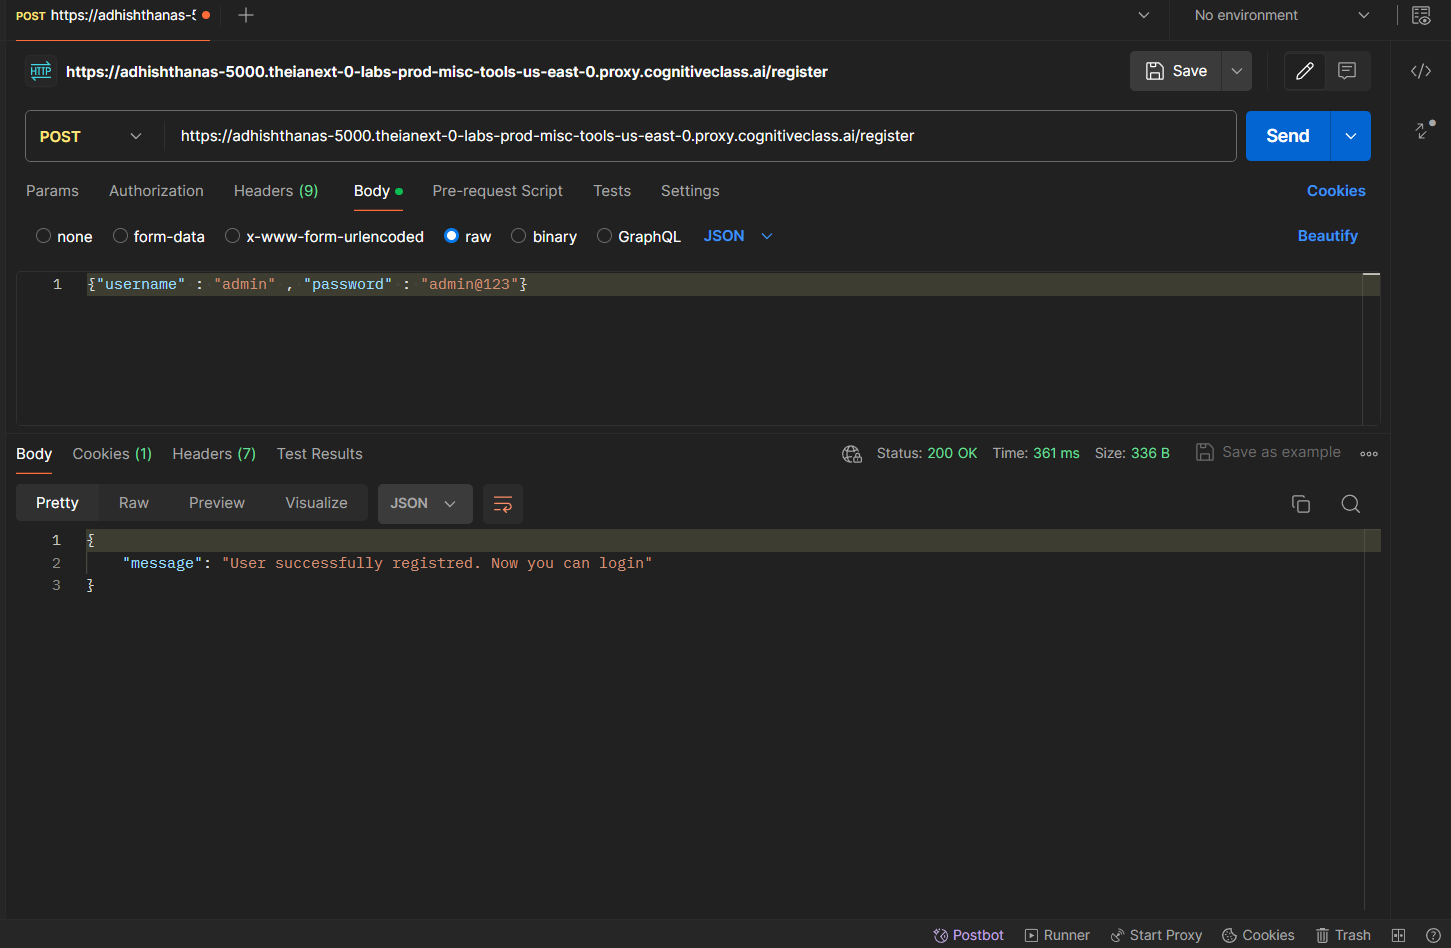 POST https://adhishthanas-5
No environment
HTTP https://adhishthanas-5000.theianext-0-labs-prod-misc-tools-us-east-0.proxy.cognitiveclass.ai/register
Save
POST https://adhishthanas-5000.theianext-0-labs-prod-misc-tools-us-east-0.proxy.cognitiveclass.ai/register
Send
Params Authorization Headers (9) Body Pre-request Script Tests Settings Cookies
none form-data x-www-form-urlencoded raw binary GraphQL JSON Beautify
1 {"username" : "admin" , "password" : "admin@123"}
Body Cookies (1) Headers (7) Test Results Status: 200 OK Time: 361 ms Size: 336 B Save as example
Pretty Raw Preview Visualize JSON
1 {
2 "message": "User successfully registred. Now you can login"
3 }
Postbot Runner Start Proxy Cookies Trash